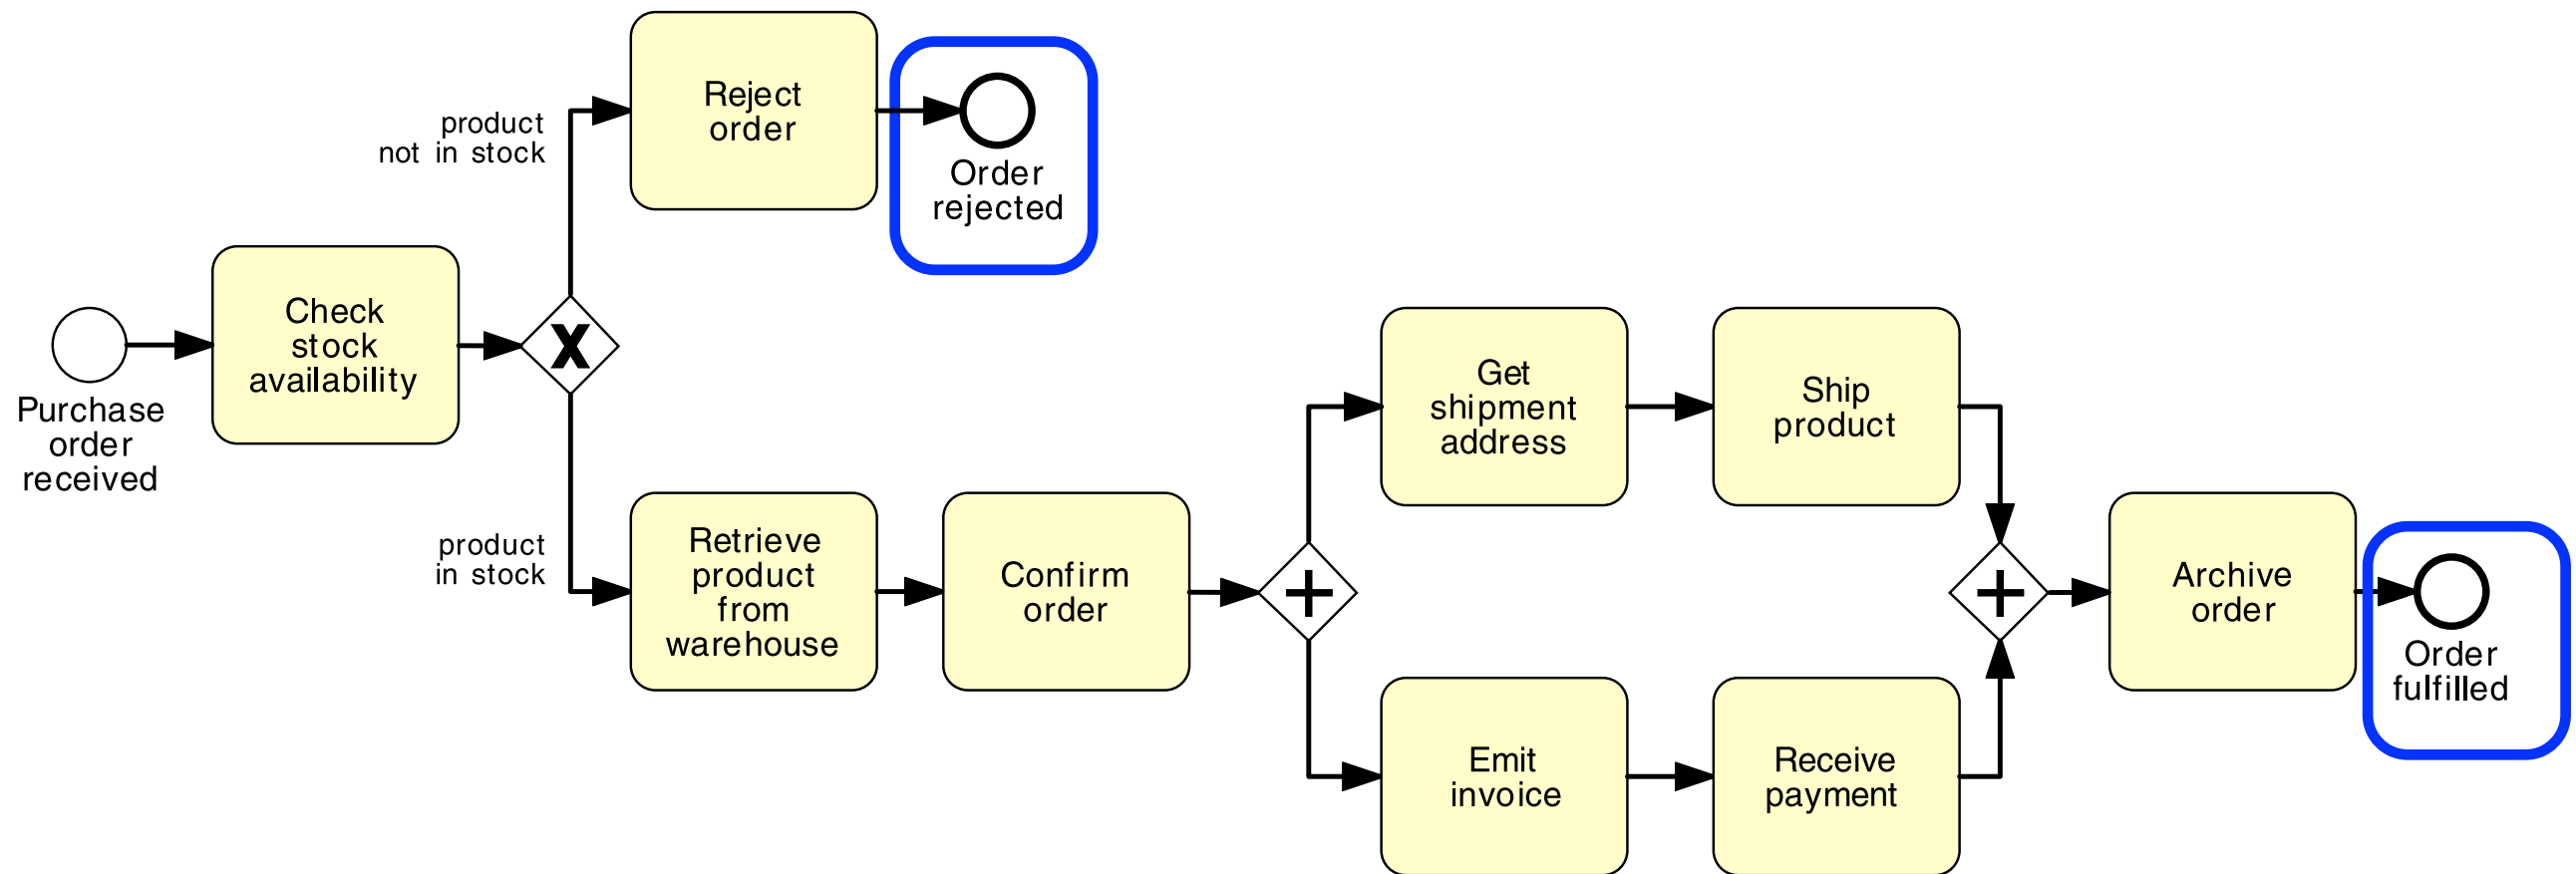 Purchase
order
received
Check
stock
availability
X
product
not in stock
Reject
order
Order
rejected
product
in stock
Retrieve
product
from
warehouse
Confirm
order
+
Get
shipment
address
Ship
product
Emit
invoice
Receive
payment
+
Archive
order
Order
fulfilled